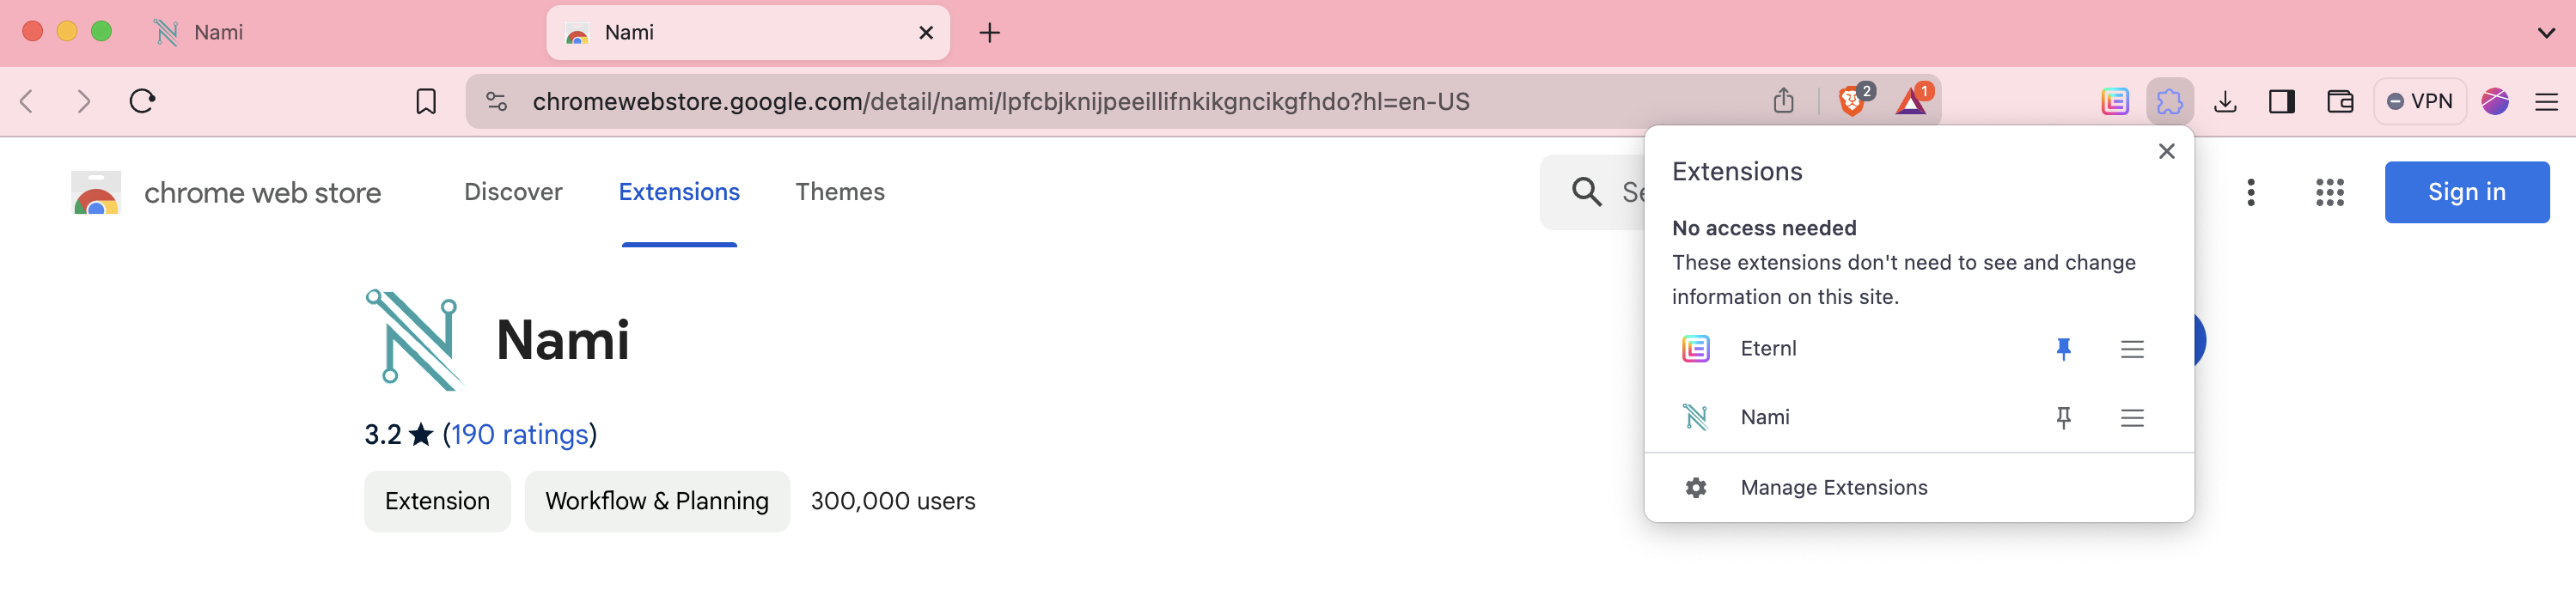 Nami
Nami
chromewebstore.google.com/detail/nami/lpfcbjknijpeeillifnkikgncikgfhdo?hl=en-US
2
1
VPN
chrome web store
Discover
Extensions
Themes
Se
Sign in
Extensions
No access needed
These extensions don't need to see and change
information on this site.
Eternl
Nami
Manage Extensions
Nami
3.2 ★ (190 ratings)
Extension
Workflow & Planning
300,000 users